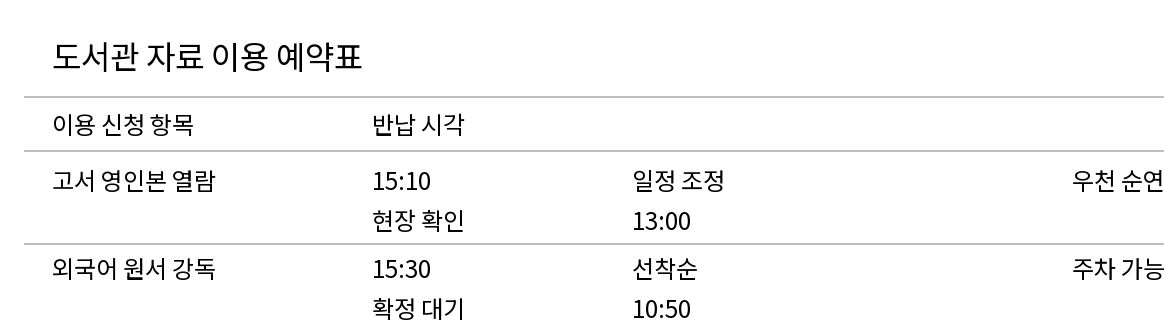 도서관 자료 이용 예약표
이용 신청 항목 반납 시각
고서 영인본 열람 15:10 일정 조정 우천 순연
현장 확인 13:00
외국어 원서 강독 15:30 선착순 주차 가능
확정 대기 10:50